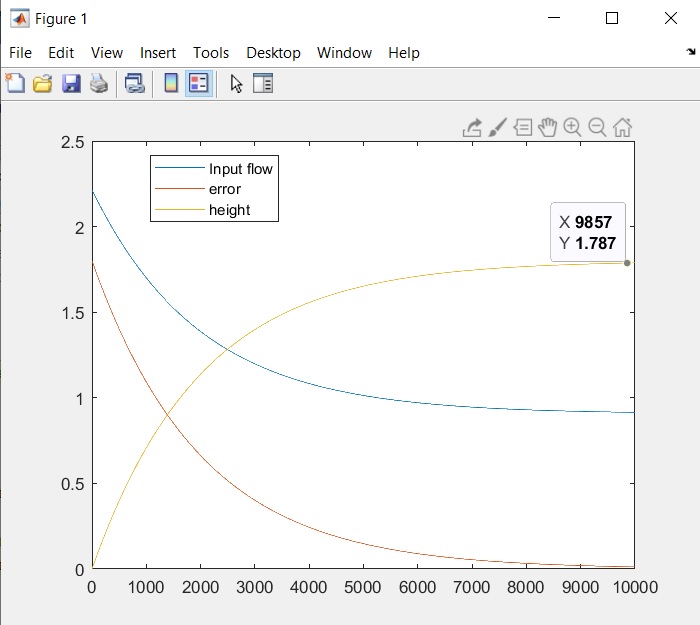 Figure 1
File Edit View Insert Tools Desktop Window Help
2.5
2
1.5
1
0.5
0
Input flow
error
height
X 9857
Y 1.787
0 1000 2000 3000 4000 5000 6000 7000 8000 9000 10000